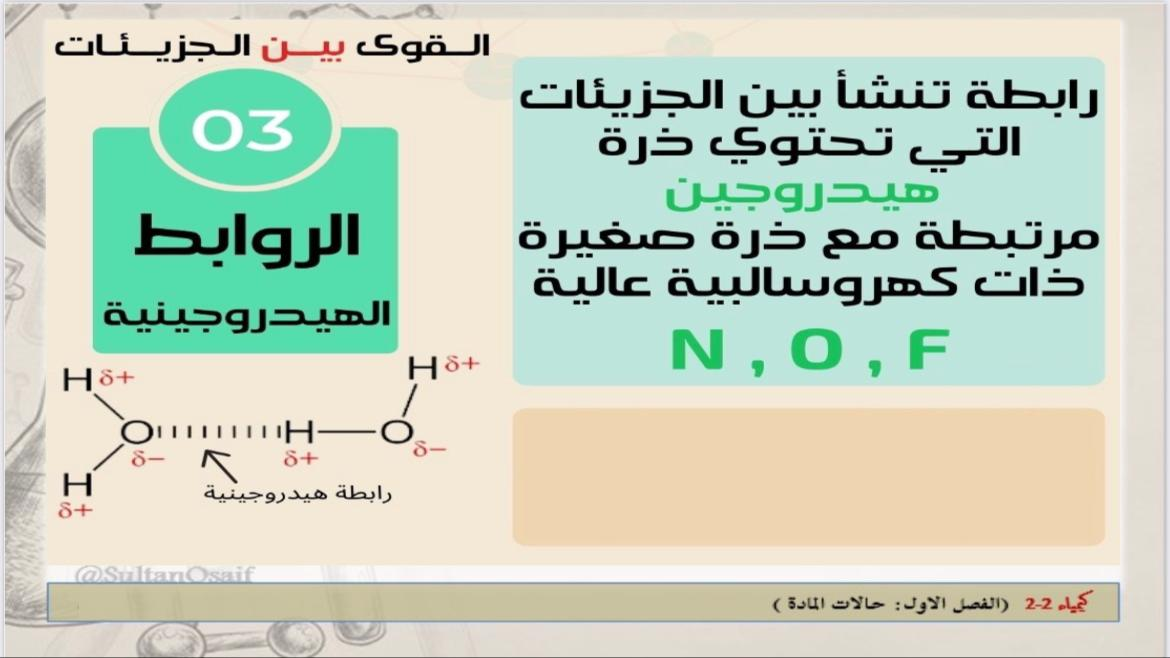 القوى بين الجزيئات
03
الروابط
الهيدروجينية
رابطة تنشأ بين الجزيئات
التي تحتوي ذرة
هيدروجين
مرتبطة مع ذرة صغيرة
ذات كهروسالبية عالية
N , O , F
H δ+
H δ+
O H O
δ− δ+ δ−
رابطة هيدروجينية
H
δ+
@SultanOsaif
كيمياء 2-2 (الفصل الاول: حالات المادة )